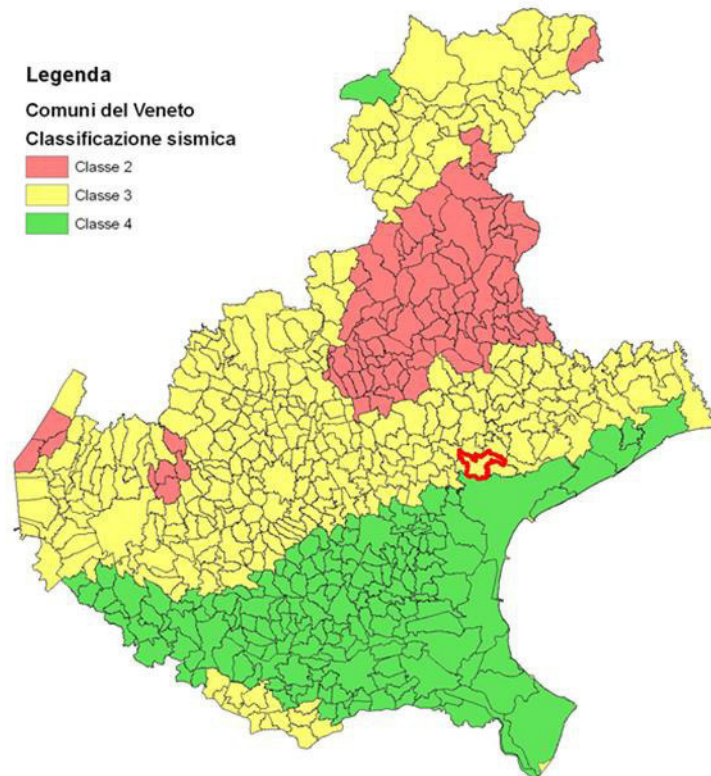 Legenda
Comuni del Veneto
Classificazione sismica
Classe 2
Classe 3
Classe 4